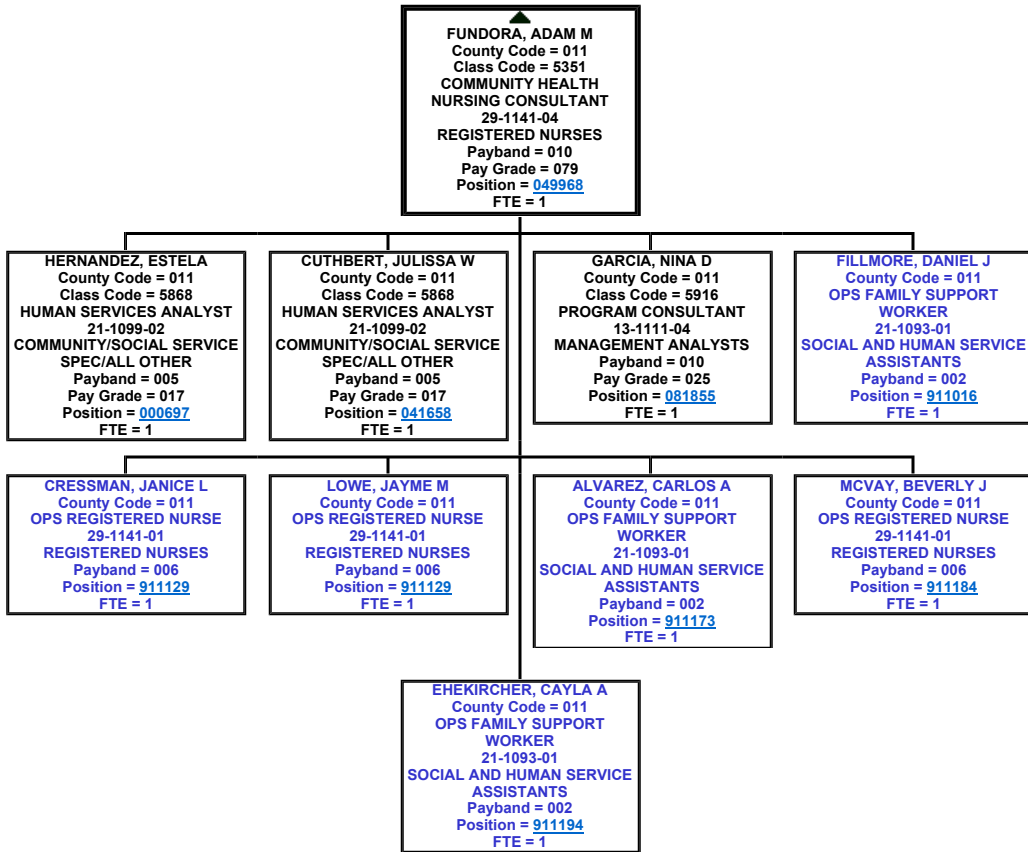 FUNDORA, ADAM M
County Code = 011
Class Code = 5351
COMMUNITY HEALTH
NURSING CONSULTANT
29-1141-04
REGISTERED NURSES
Payband = 010
Pay Grade = 079
Position = 049968
FTE = 1
HERNANDEZ, ESTELA
County Code = 011
Class Code = 5868
HUMAN SERVICES ANALYST
21-1099-02
COMMUNITY/SOCIAL SERVICE
SPEC/ALL OTHER
Payband = 005
Pay Grade = 017
Position = 000697
FTE = 1
CUTHBERT, JULISSA W
County Code = 011
Class Code = 5868
HUMAN SERVICES ANALYST
21-1099-02
COMMUNITY/SOCIAL SERVICE
SPEC/ALL OTHER
Payband = 005
Pay Grade = 017
Position = 041658
FTE = 1
GARCIA, NINA D
County Code = 011
Class Code = 5916
PROGRAM CONSULTANT
13-1111-04
MANAGEMENT ANALYSTS
Payband = 010
Pay Grade = 025
Position = 081855
FTE = 1
FILLMORE, DANIEL J
County Code = 011
OPS FAMILY SUPPORT
WORKER
21-1093-01
SOCIAL AND HUMAN SERVICE
ASSISTANTS
Payband = 002
Position = 911016
FTE = 1
CRESSMAN, JANICE L
County Code = 011
OPS REGISTERED NURSE
29-1141-01
REGISTERED NURSES
Payband = 006
Position = 911129
FTE = 1
LOWE, JAYME M
County Code = 011
OPS REGISTERED NURSE
29-1141-01
REGISTERED NURSES
Payband = 006
Position = 911129
FTE = 1
ALVAREZ, CARLOS A
County Code = 011
OPS FAMILY SUPPORT
WORKER
21-1093-01
SOCIAL AND HUMAN SERVICE
ASSISTANTS
Payband = 002
Position = 911173
FTE = 1
MCVAY, BEVERLY J
County Code = 011
OPS REGISTERED NURSE
29-1141-01
REGISTERED NURSES
Payband = 006
Position = 911184
FTE = 1
EHEKIRCHER, CAYLA A
County Code = 011
OPS FAMILY SUPPORT
WORKER
21-1093-01
SOCIAL AND HUMAN SERVICE
ASSISTANTS
Payband = 002
Position = 911194
FTE = 1